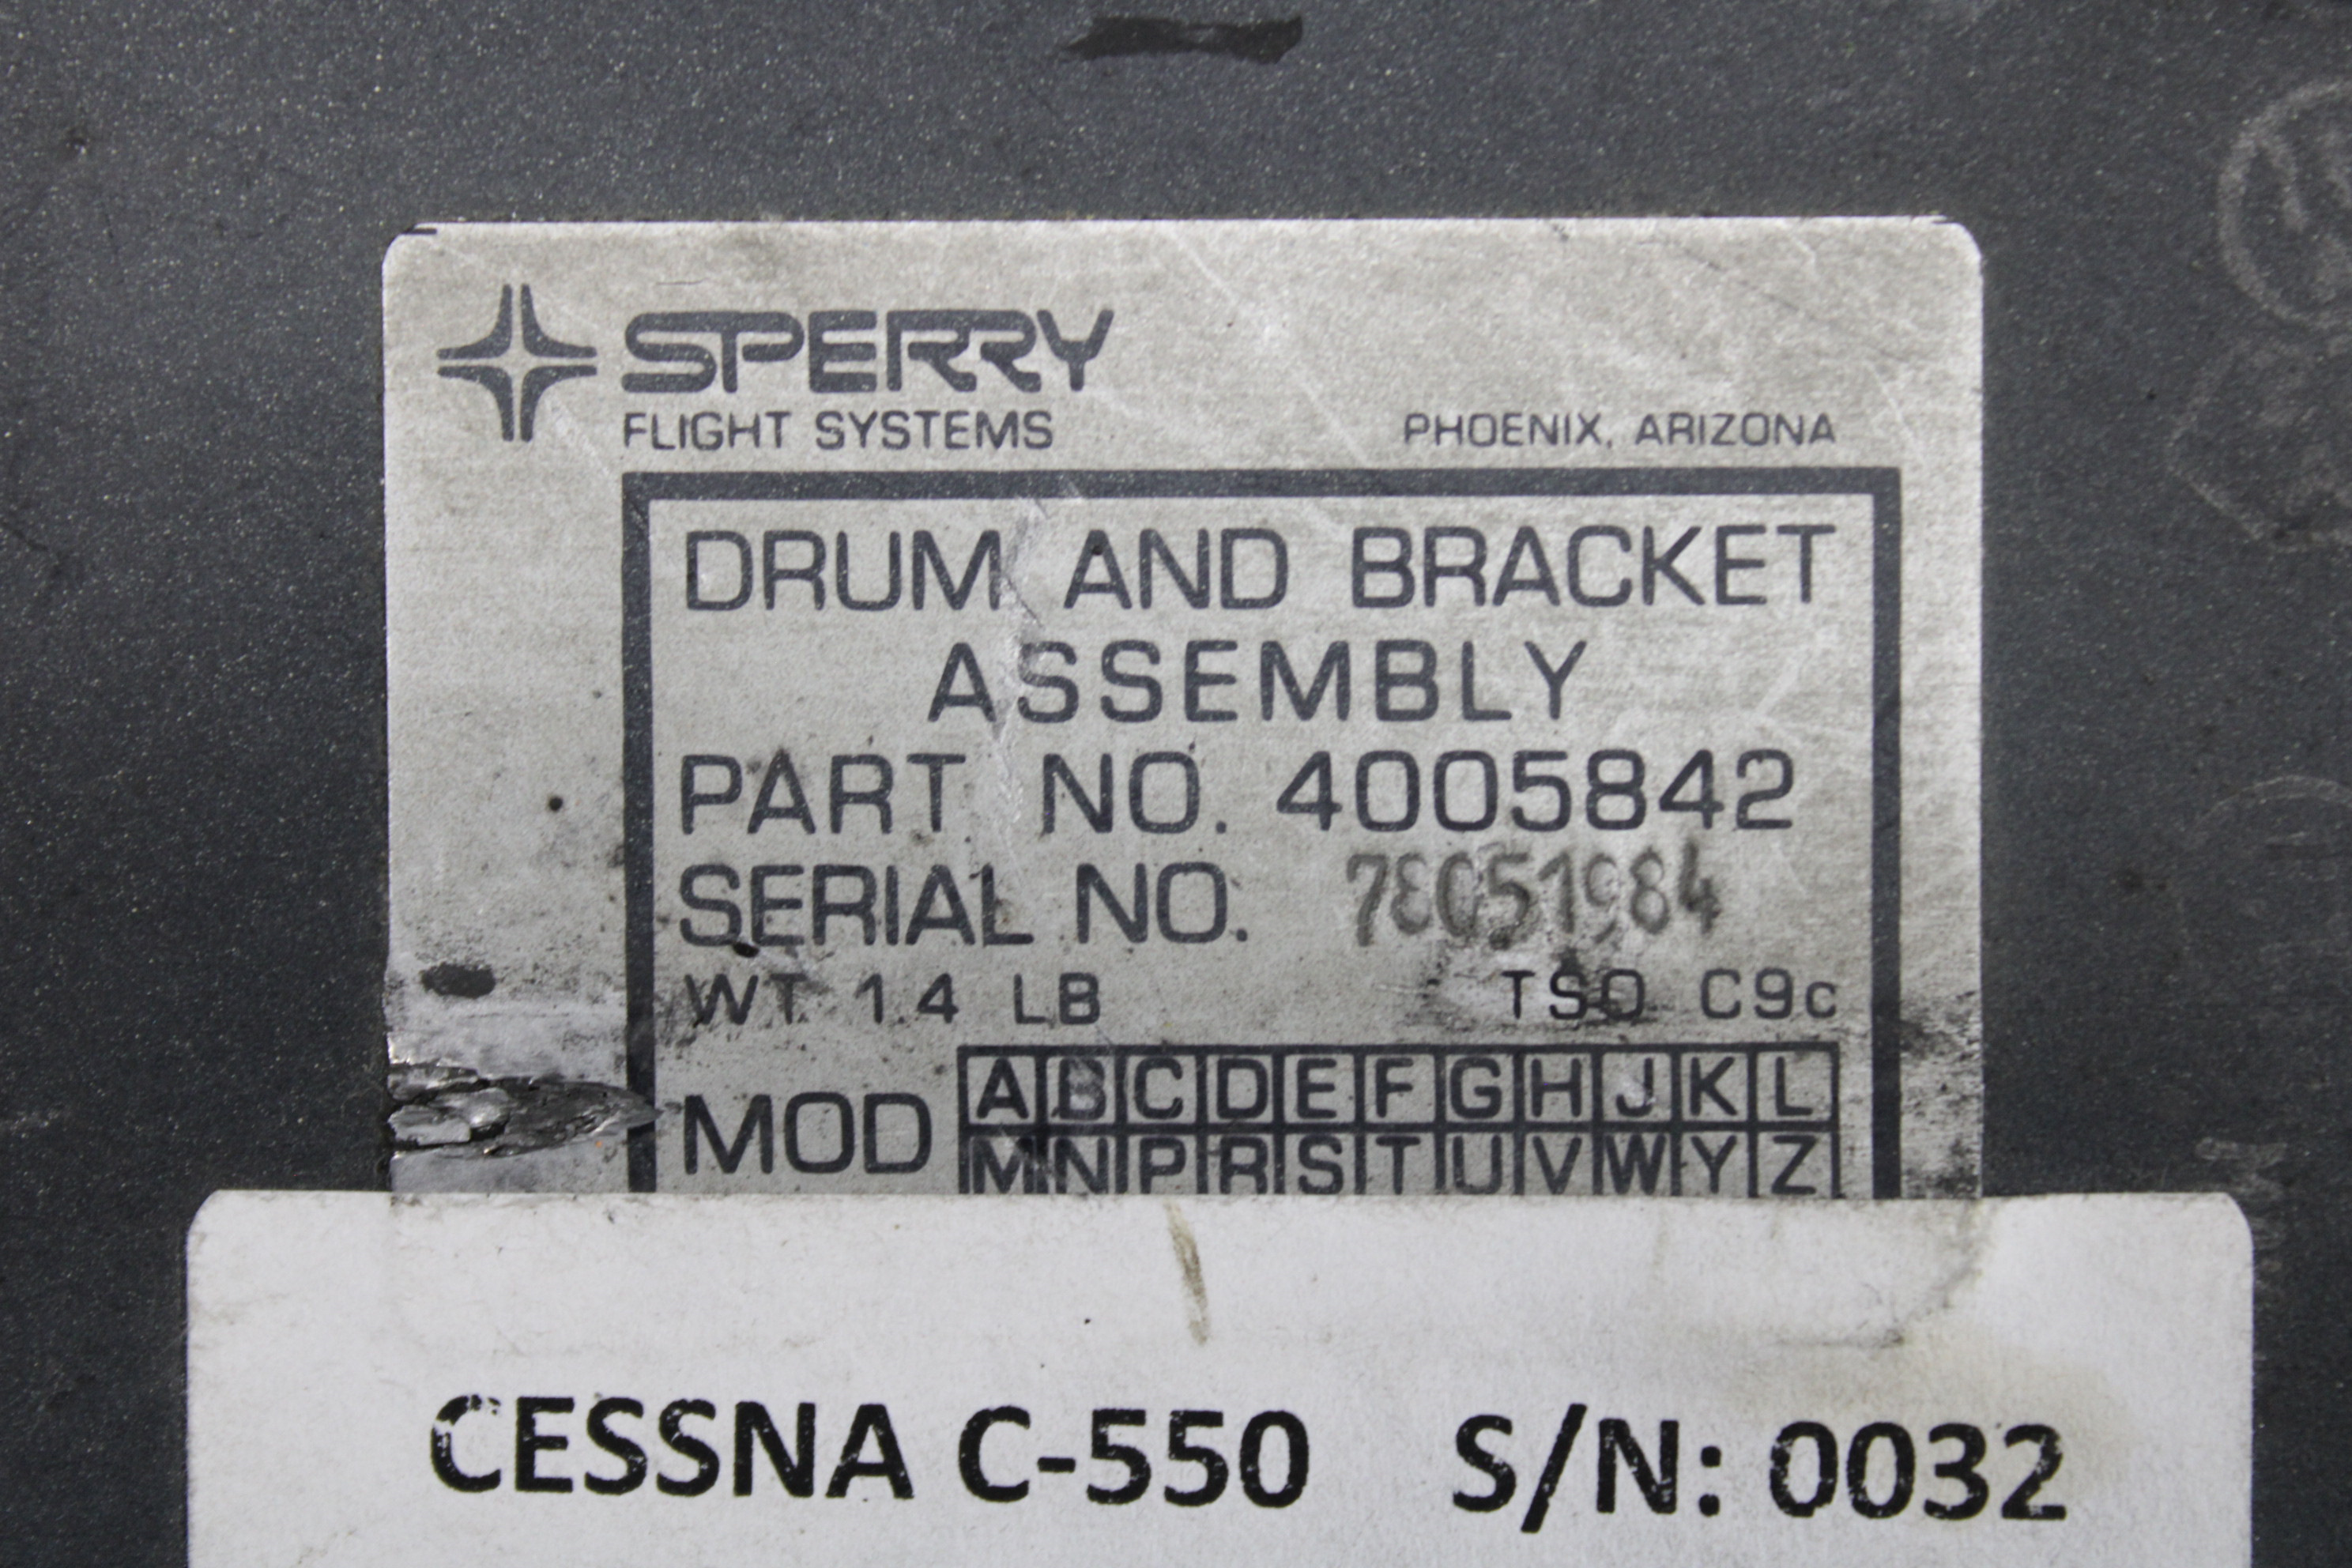 SPERRY
FLIGHT SYSTEMS PHOENIX, ARIZONA
DRUM AND BRACKET
ASSEMBLY
PART NO. 4005842
SERIAL NO.
WT 1.4 LB TSO C9c
MOD A B C D E F G H J K L
M N P R S T U V W Y Z
CESSNA C-550 S/N: 0032